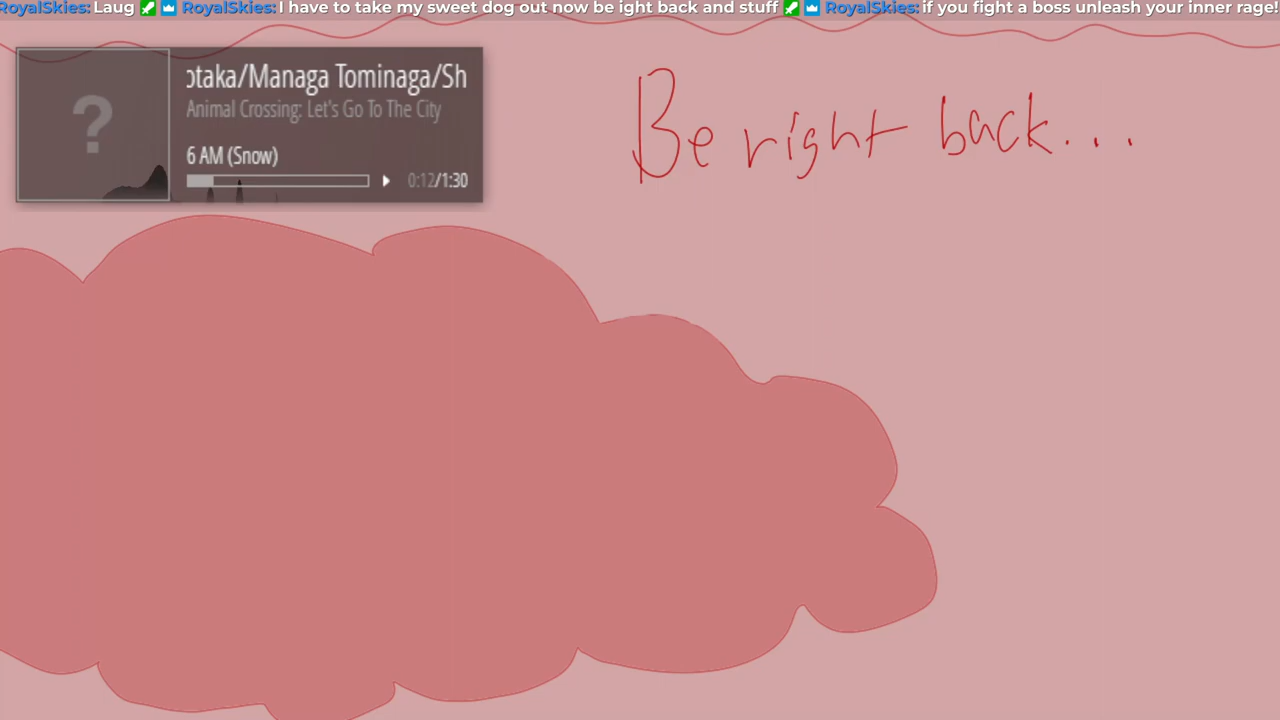 RoyalSkies: Laug RoyalSkies: I have to take my sweet dog out now be ight back and stuff RoyalSkies: if you fight a boss unleash your inner rage!
otaka/Managa Tominaga/Sh
Animal Crossing: Let's Go To The City
6 AM (Snow)
0:12/1:30
?
Be right back...